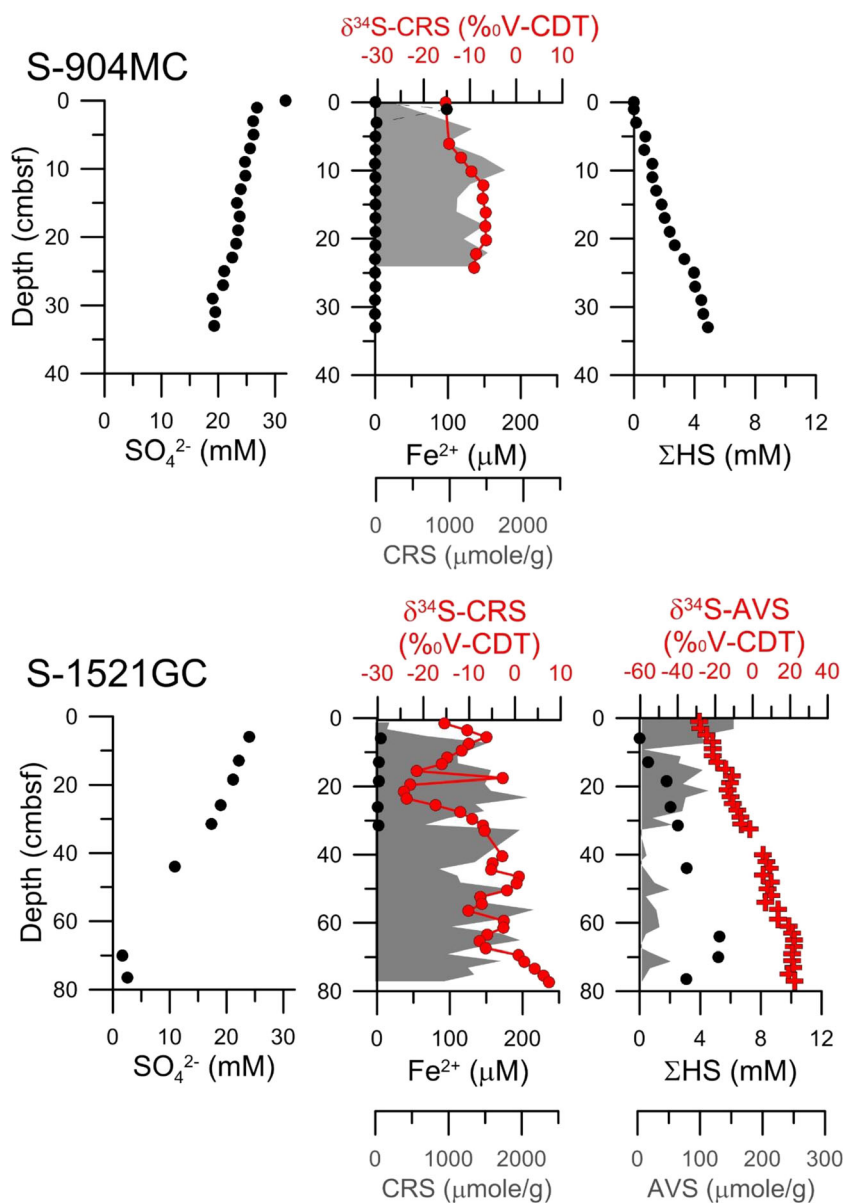 δ³⁴S-CRS (‰V-CDT)
-30 -20 -10 0 10
S-904MC
0
10
20
30
40
Depth (cmbsf)
0 10 20 30
SO₄²⁻ (mM)
0
10
20
30
40
0 100 200
Fe²⁺ (μM)
0 1000 2000
CRS (μmole/g)
0
10
20
30
40
0 4 8 12
ΣHS (mM)
S-1521GC
0
20
40
60
80
Depth (cmbsf)
0 10 20 30
SO₄²⁻ (mM)
δ³⁴S-CRS
(‰V-CDT)
-30 -20 -10 0 10
0
20
40
60
80
0 100 200
Fe²⁺ (μM)
0 1000 2000
CRS (μmole/g)
δ³⁴S-AVS
(‰V-CDT)
-60 -40 -20 0 20 40
0
20
40
60
80
0 4 8 12
ΣHS (mM)
0 100 200 300
AVS (μmole/g)